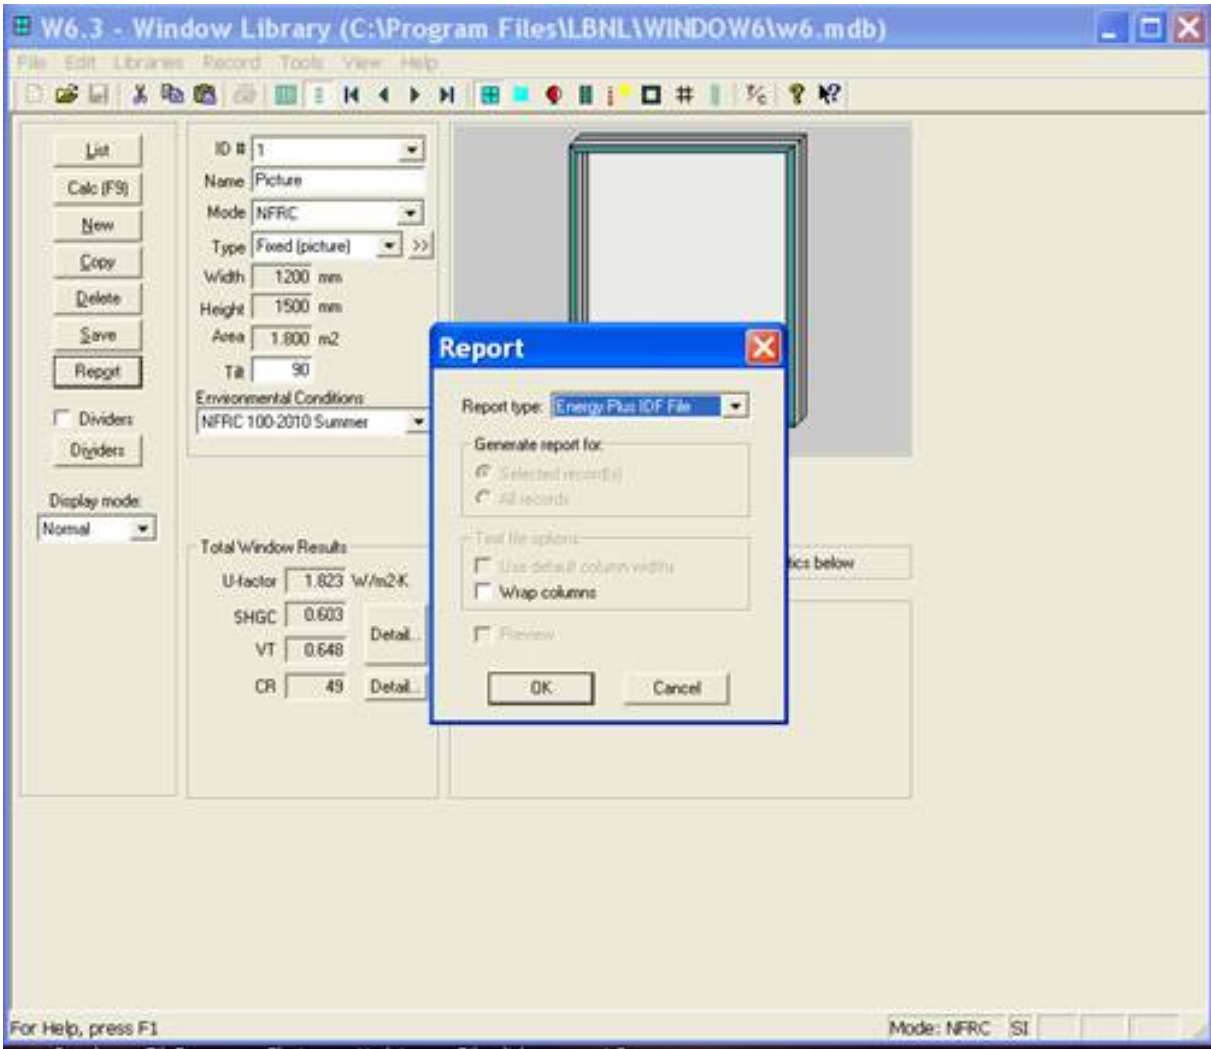 W6.3 - Window Library (C:\Program Files\LBNL\WINDOW6\w6.mdb)
File Edit Libraries Record Tools View Help
List
Calc (F9)
New
Copy
Delete
Save
Report
Dividers
Dividers
Display mode:
Normal
ID # 1
Name Picture
Mode NFRC
Type Fixed (picture) >>
Width 1200 mm
Height 1500 mm
Area 1.800 m2
Tilt 90
Environmental Conditions
NFRC 100-2010 Summer
Total Window Results
U-factor 1.823 W/m2-K
SHGC 0.603
Detail...
VT 0.648
CR 49 Detail...
Report
Report type: Energy Plus IDF File
Generate report for:
Selected record(s)
All records
Text file options
Use default column widths
Wrap columns
Preview
OK Cancel
tics below
For Help, press F1
Mode: NFRC SI